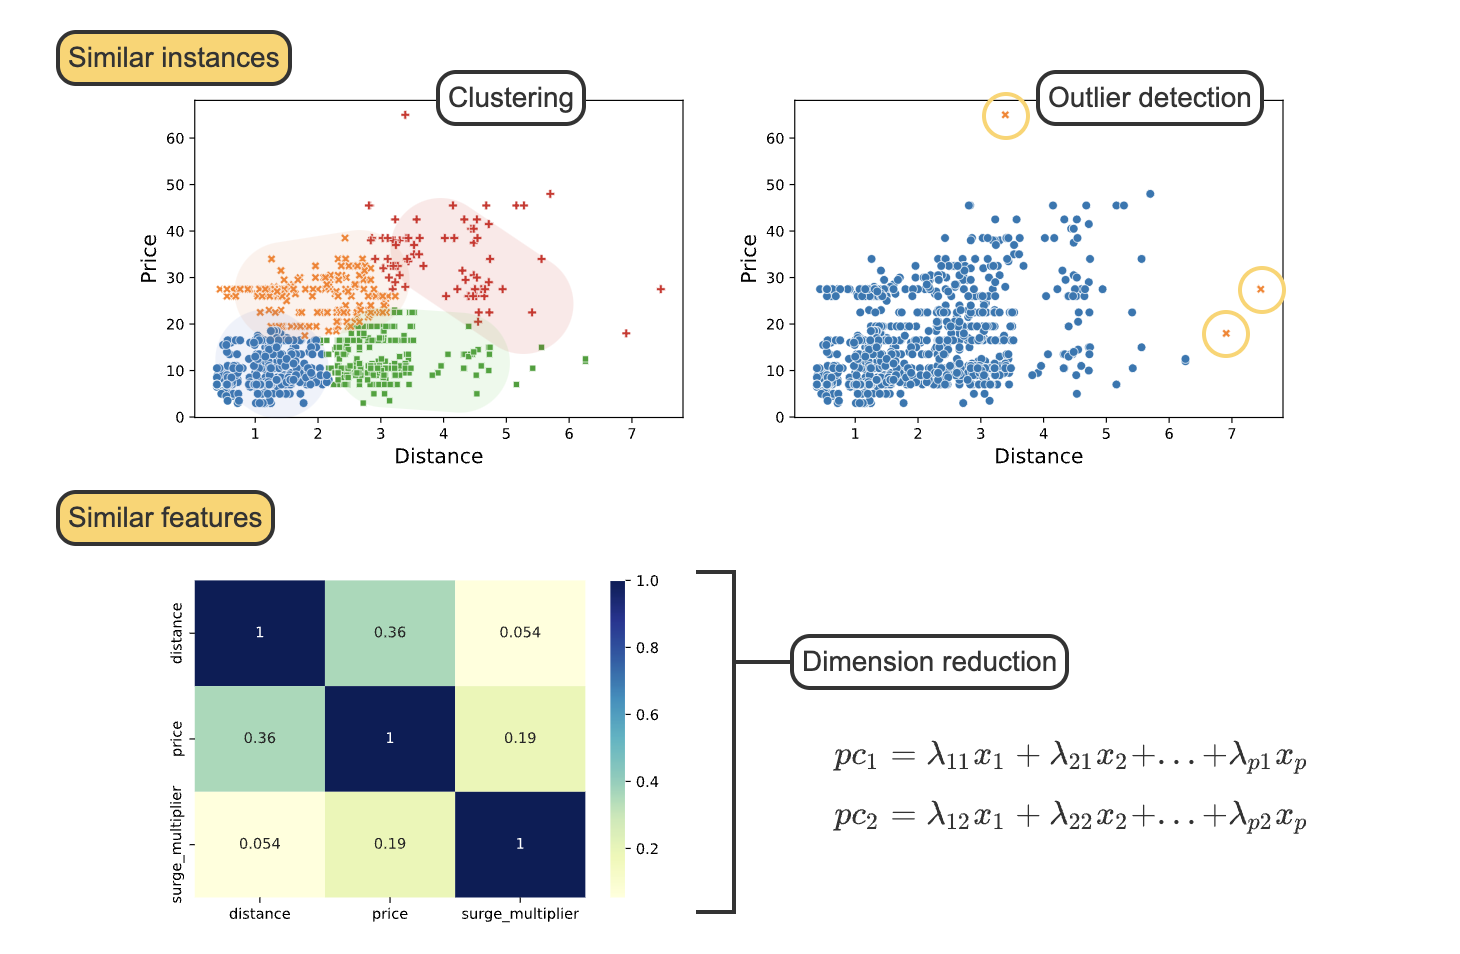 Similar instances
Clustering
Outlier detection
60
50
40
30
20
10
0
Price
1 2 3 4 5 6 7
Distance
60
50
40
30
20
10
0
Price
1 2 3 4 5 6 7
Distance
Similar features
distance
price
surge_multiplier
1 0.36 0.054
0.36 1 0.19
0.054 0.19 1
distance price surge_multiplier
1.0
0.8
0.6
0.4
0.2
Dimension reduction
pc₁ = λ₁₁x₁ + λ₂₁x₂+...+λₚ₁xₚ
pc₂ = λ₁₂x₁ + λ₂₂x₂+...+λₚ₂xₚ